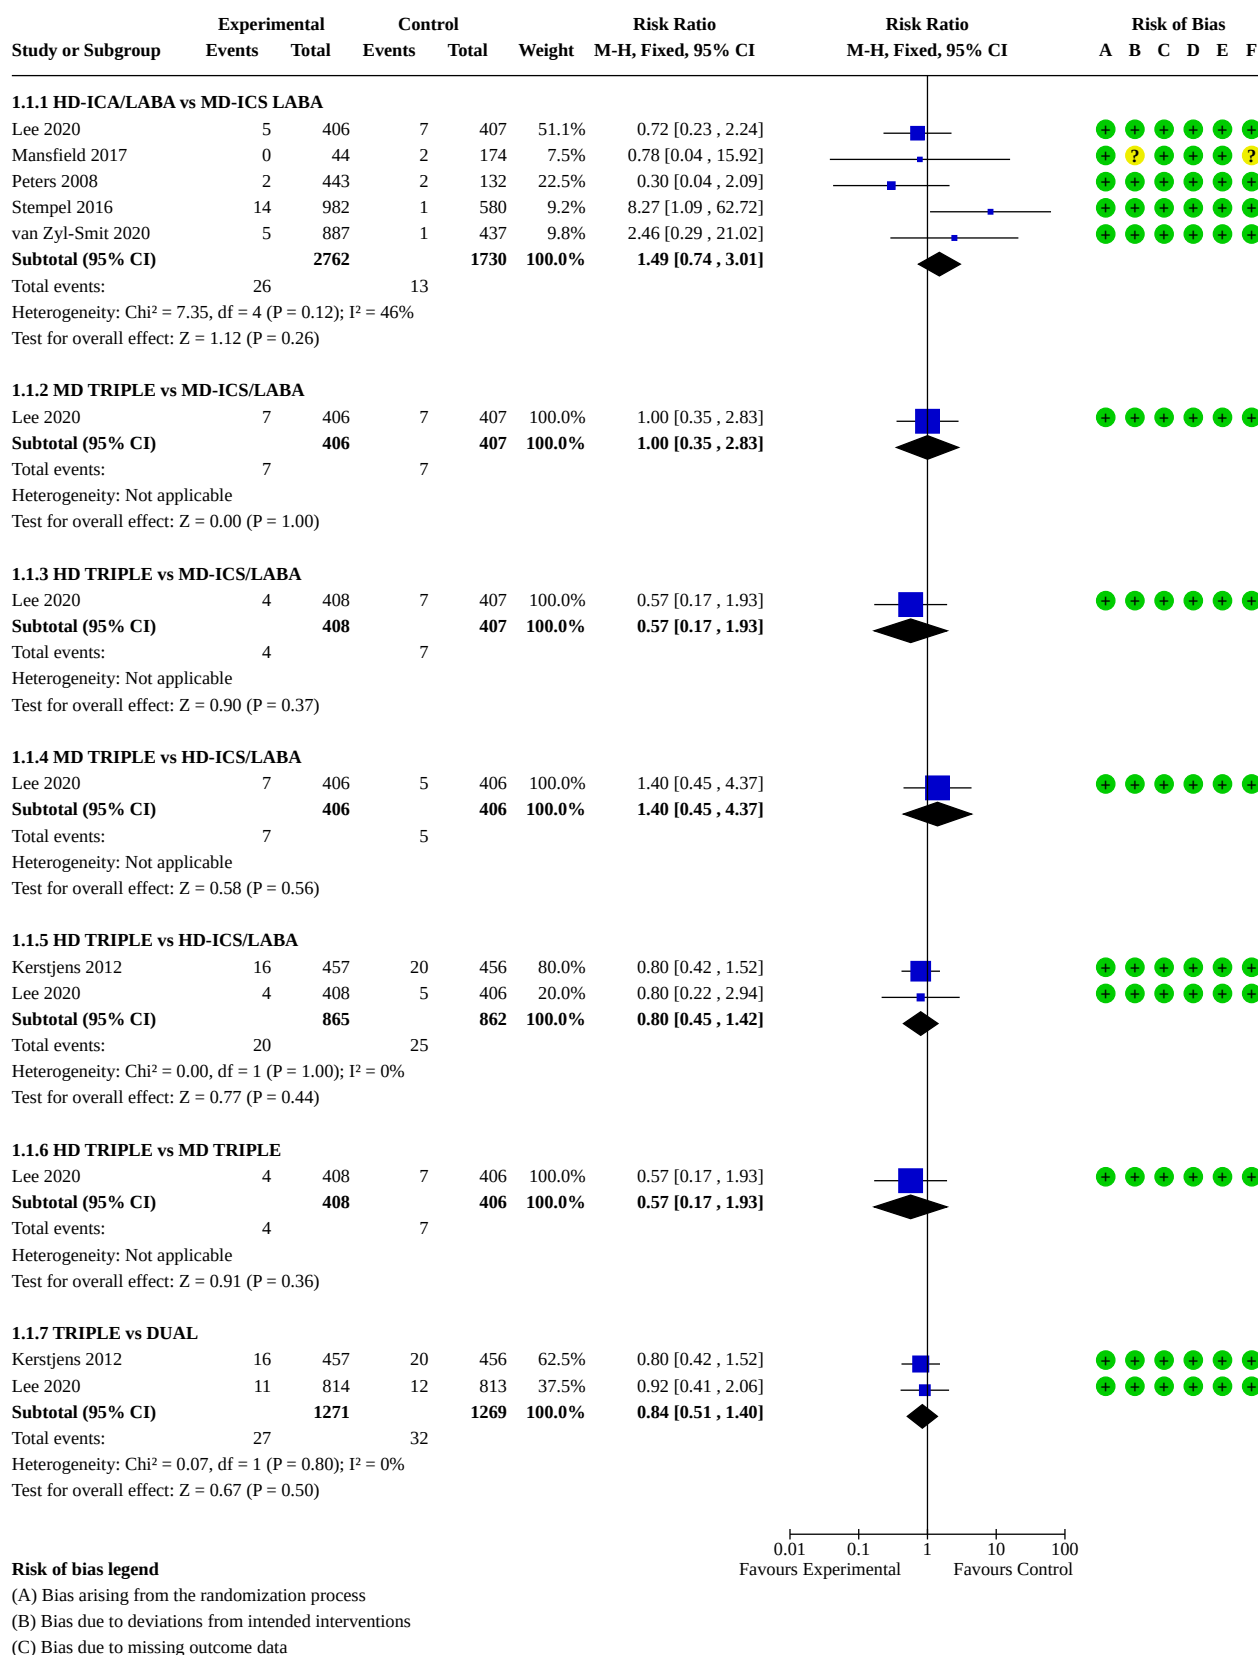 Experimental Control Risk Ratio Risk Ratio Risk of Bias
Study or Subgroup Events Total Events Total Weight M-H, Fixed, 95% CI M-H, Fixed, 95% CI A B C D E F
1.1.1 HD-ICA/LABA vs MD-ICS LABA
Lee 2020 5 406 7 407 51.1% 0.72 [0.23 , 2.24] + + + + + +
Mansfield 2017 0 44 2 174 7.5% 0.78 [0.04 , 15.92] + ? + + + ?
Peters 2008 2 443 2 132 22.5% 0.30 [0.04 , 2.09] + + + + + +
Stempel 2016 14 982 1 580 9.2% 8.27 [1.09 , 62.72] + + + + + +
van Zyl-Smit 2020 5 887 1 437 9.8% 2.46 [0.29 , 21.02] + + + + + +
Subtotal (95% CI) 2762 1730 100.0% 1.49 [0.74 , 3.01]
Total events: 26 13
Heterogeneity: Chi² = 7.35, df = 4 (P = 0.12); I² = 46%
Test for overall effect: Z = 1.12 (P = 0.26)
1.1.2 MD TRIPLE vs MD-ICS/LABA
Lee 2020 7 406 7 407 100.0% 1.00 [0.35 , 2.83] + + + + + +
Subtotal (95% CI) 406 407 100.0% 1.00 [0.35 , 2.83]
Total events: 7 7
Heterogeneity: Not applicable
Test for overall effect: Z = 0.00 (P = 1.00)
1.1.3 HD TRIPLE vs MD-ICS/LABA
Lee 2020 4 408 7 407 100.0% 0.57 [0.17 , 1.93] + + + + + +
Subtotal (95% CI) 408 407 100.0% 0.57 [0.17 , 1.93]
Total events: 4 7
Heterogeneity: Not applicable
Test for overall effect: Z = 0.90 (P = 0.37)
1.1.4 MD TRIPLE vs HD-ICS/LABA
Lee 2020 7 406 5 406 100.0% 1.40 [0.45 , 4.37] + + + + + +
Subtotal (95% CI) 406 406 100.0% 1.40 [0.45 , 4.37]
Total events: 7 5
Heterogeneity: Not applicable
Test for overall effect: Z = 0.58 (P = 0.56)
1.1.5 HD TRIPLE vs HD-ICS/LABA
Kerstjens 2012 16 457 20 456 80.0% 0.80 [0.42 , 1.52] + + + + + +
Lee 2020 4 408 5 406 20.0% 0.80 [0.22 , 2.94] + + + + + +
Subtotal (95% CI) 865 862 100.0% 0.80 [0.45 , 1.42]
Total events: 20 25
Heterogeneity: Chi² = 0.00, df = 1 (P = 1.00); I² = 0%
Test for overall effect: Z = 0.77 (P = 0.44)
1.1.6 HD TRIPLE vs MD TRIPLE
Lee 2020 4 408 7 406 100.0% 0.57 [0.17 , 1.93] + + + + + +
Subtotal (95% CI) 408 406 100.0% 0.57 [0.17 , 1.93]
Total events: 4 7
Heterogeneity: Not applicable
Test for overall effect: Z = 0.91 (P = 0.36)
1.1.7 TRIPLE vs DUAL
Kerstjens 2012 16 457 20 456 62.5% 0.80 [0.42 , 1.52] + + + + + +
Lee 2020 11 814 12 813 37.5% 0.92 [0.41 , 2.06] + + + + + +
Subtotal (95% CI) 1271 1269 100.0% 0.84 [0.51 , 1.40]
Total events: 27 32
Heterogeneity: Chi² = 0.07, df = 1 (P = 0.80); I² = 0%
Test for overall effect: Z = 0.67 (P = 0.50)
0.01 0.1 1 10 100
Favours Experimental Favours Control
Risk of bias legend
(A) Bias arising from the randomization process
(B) Bias due to deviations from intended interventions
(C) Bias due to missing outcome data